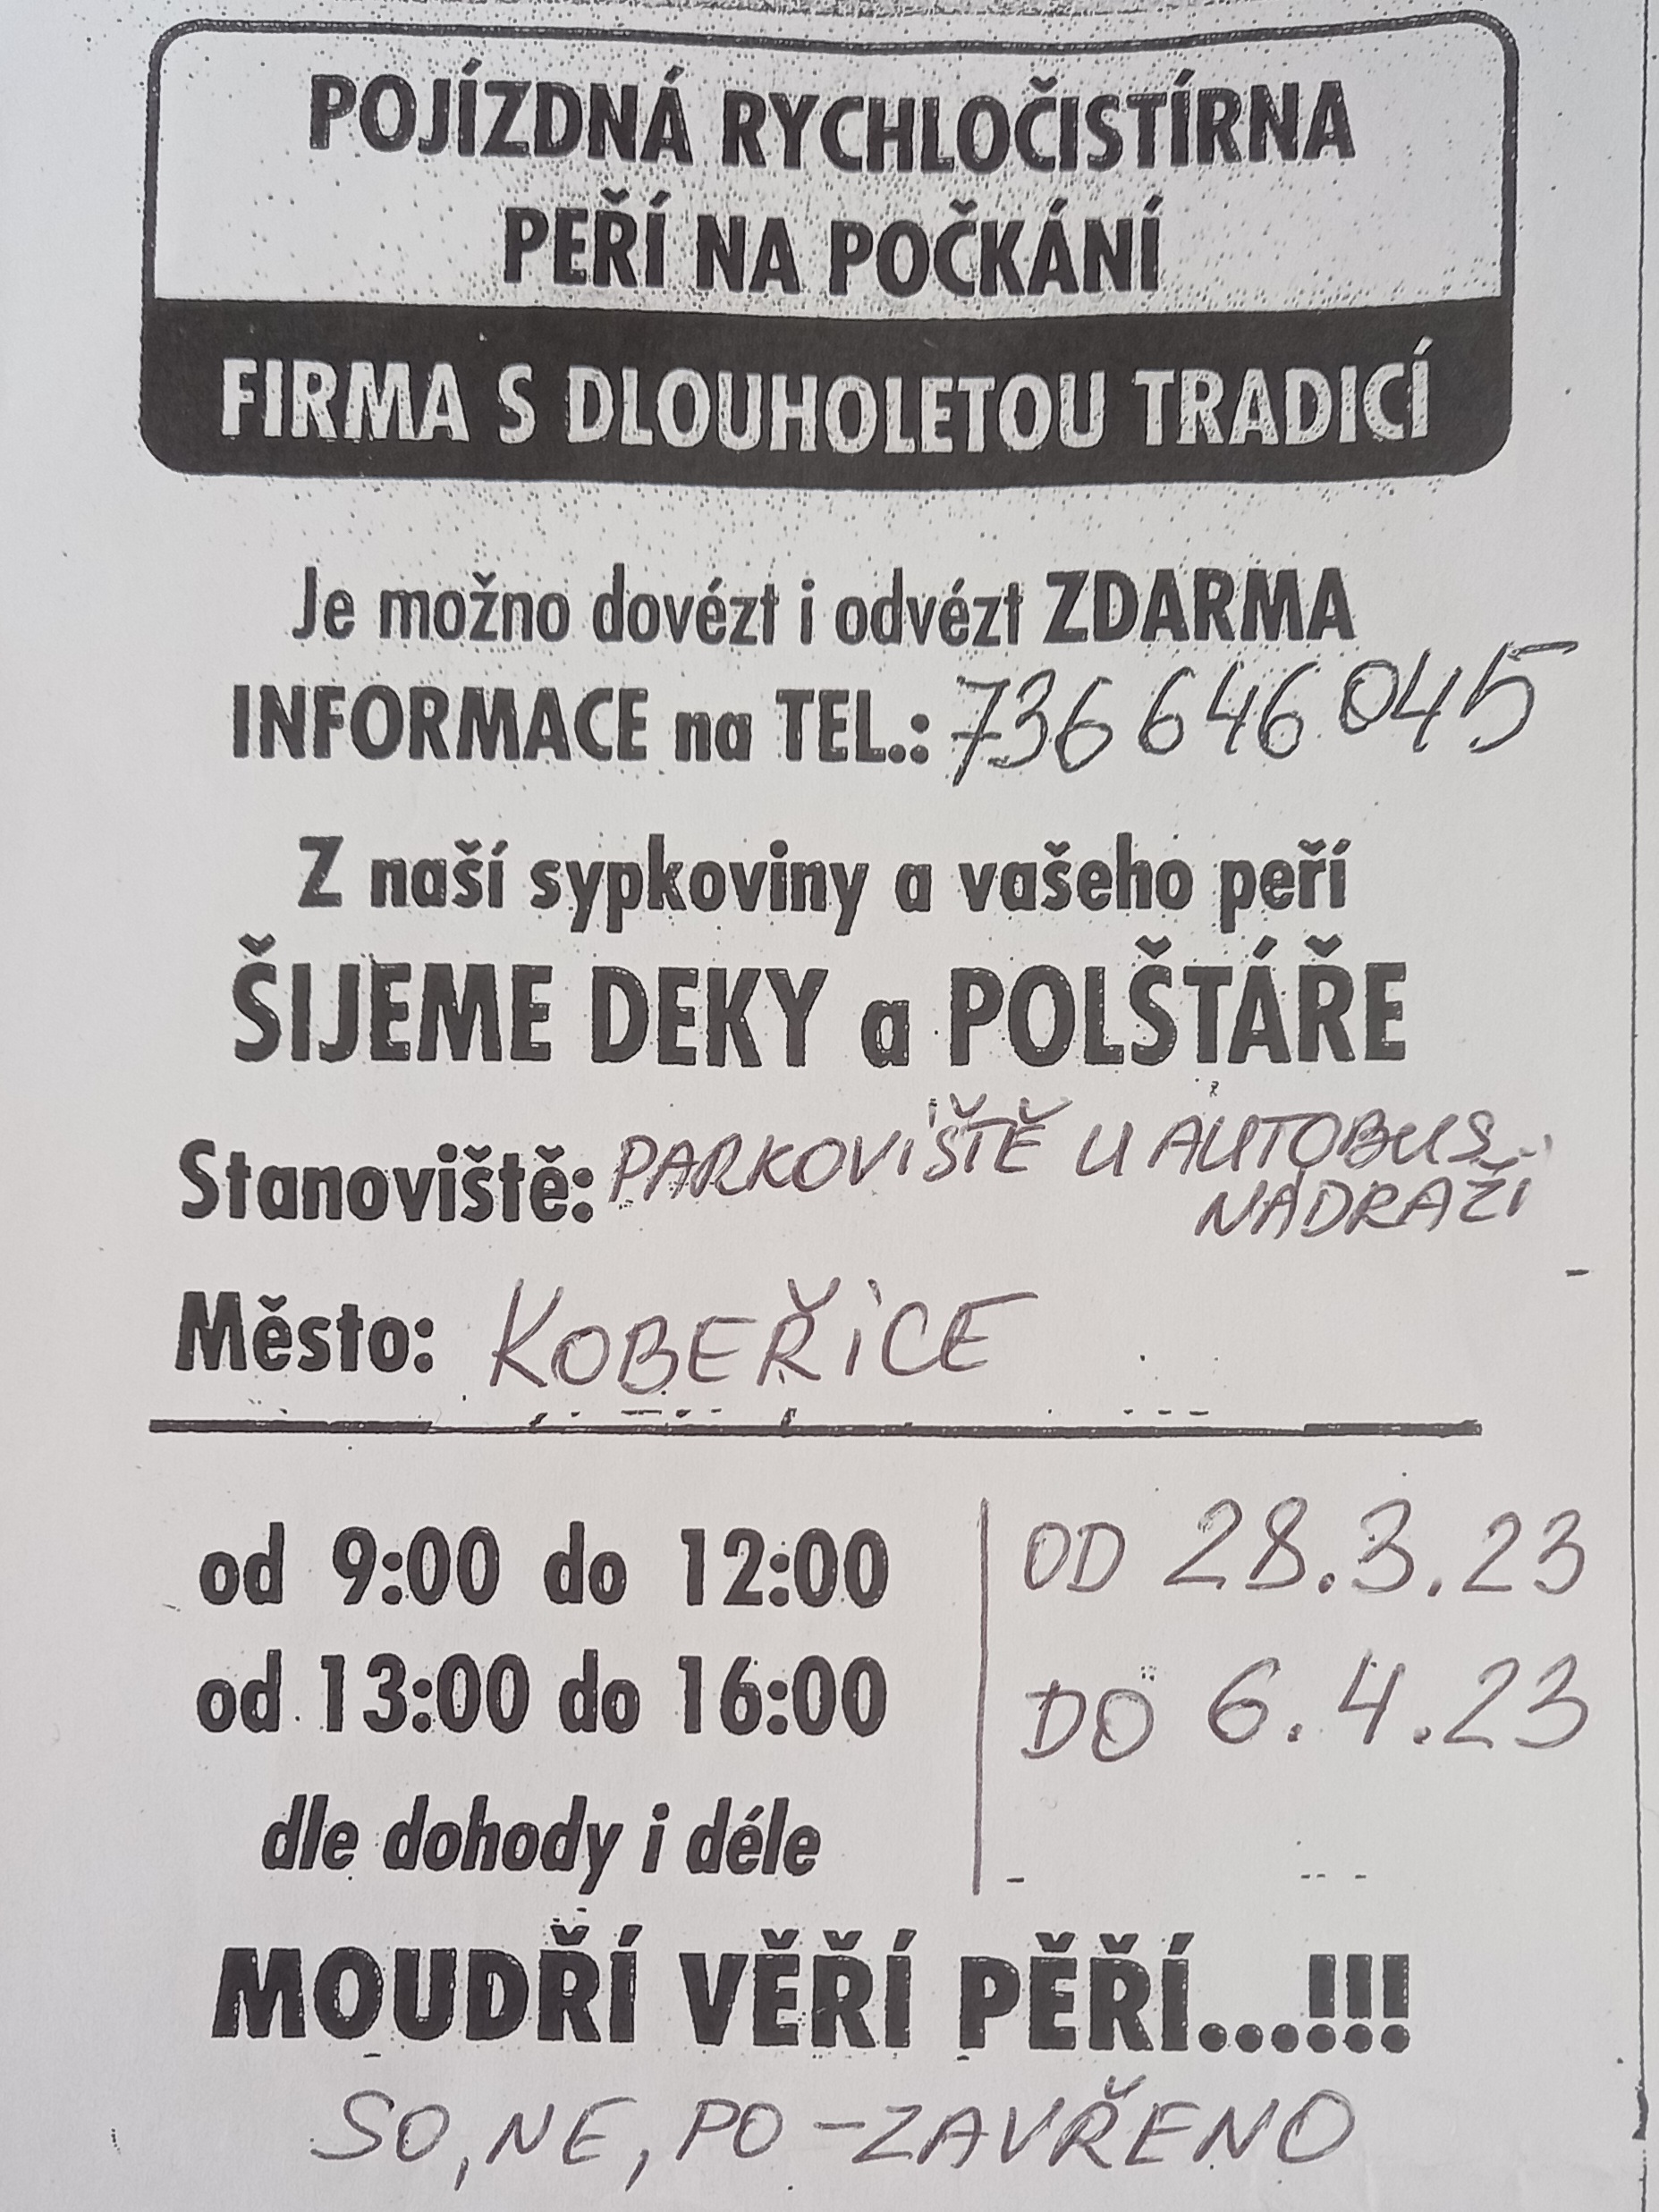 POJÍZDNÁ RYCHLOČISTÍRNA
PEŘÍ NA POČKÁNÍ
FIRMA S DLOUHOLETOU TRADICÍ
Je možno dovézt i odvézt ZDARMA
INFORMACE na TEL.: 736 646 045
Z naší sypkoviny a vašeho peří
ŠIJEME DEKY a POLŠTÁŘE
Stanoviště: PARKOVIŠTĚ U AUTOBUS.
NÁDRAŽÍ
Město: KOBEŘICE
od 9:00 do 12:00 OD 28.3.23
od 13:00 do 16:00 DO 6.4.23
dle dohody i déle
MOUDŘÍ VĚŘÍ PĚŘÍ...!!!
SO, NE, PO - ZAVŘENO